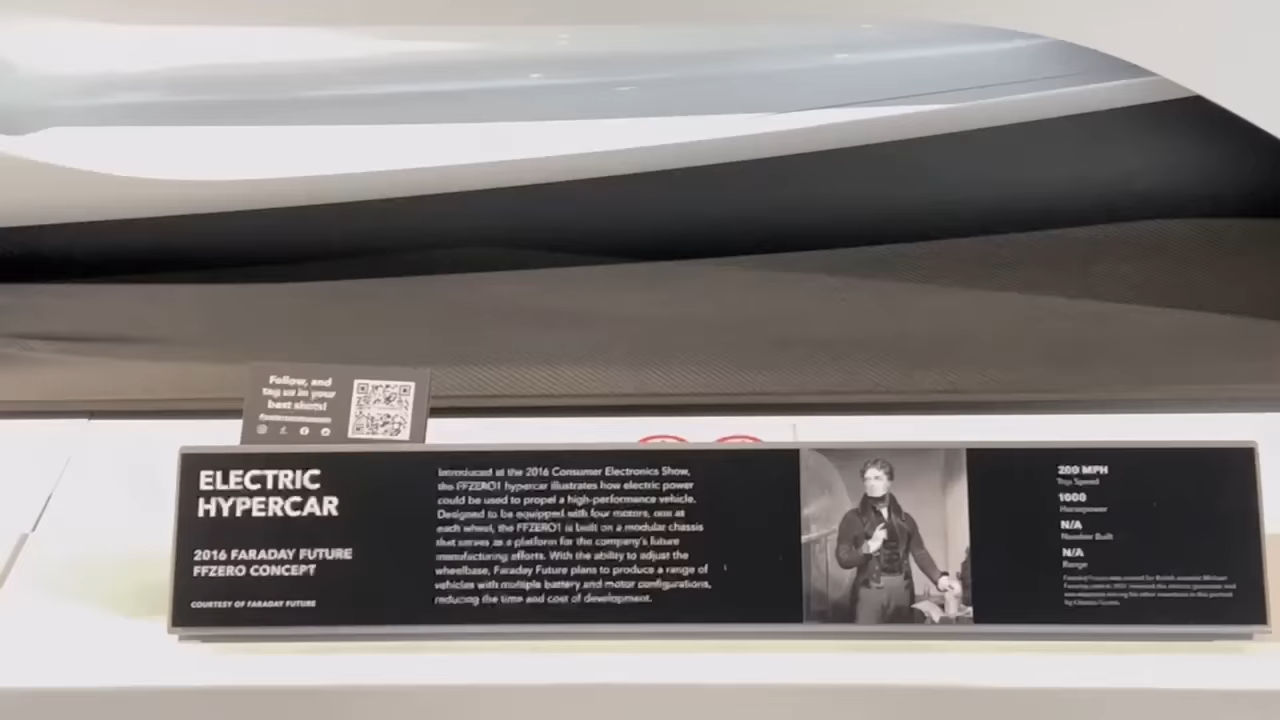 Follow, and
tag us in your
best shots!
ELECTRIC
HYPERCAR
2016 FARADAY FUTURE
FFZERO CONCEPT
COURTESY OF FARADAY FUTURE
Introduced at the 2016 Consumer Electronics Show,
the FFZERO1 hypercar illustrates how electric power
could be used to propel a high-performance vehicle.
Designed to be equipped with four motors, one at
each wheel, the FFZERO1 is built on a modular chassis
that serves as a platform for the company's future
manufacturing efforts. With the ability to adjust the
wheelbase, Faraday Future plans to produce a range of
vehicles with multiple battery and motor configurations,
reducing the time and cost of development.
200 MPH
Top Speed
1000
Horsepower
N/A
Number Built
N/A
Range